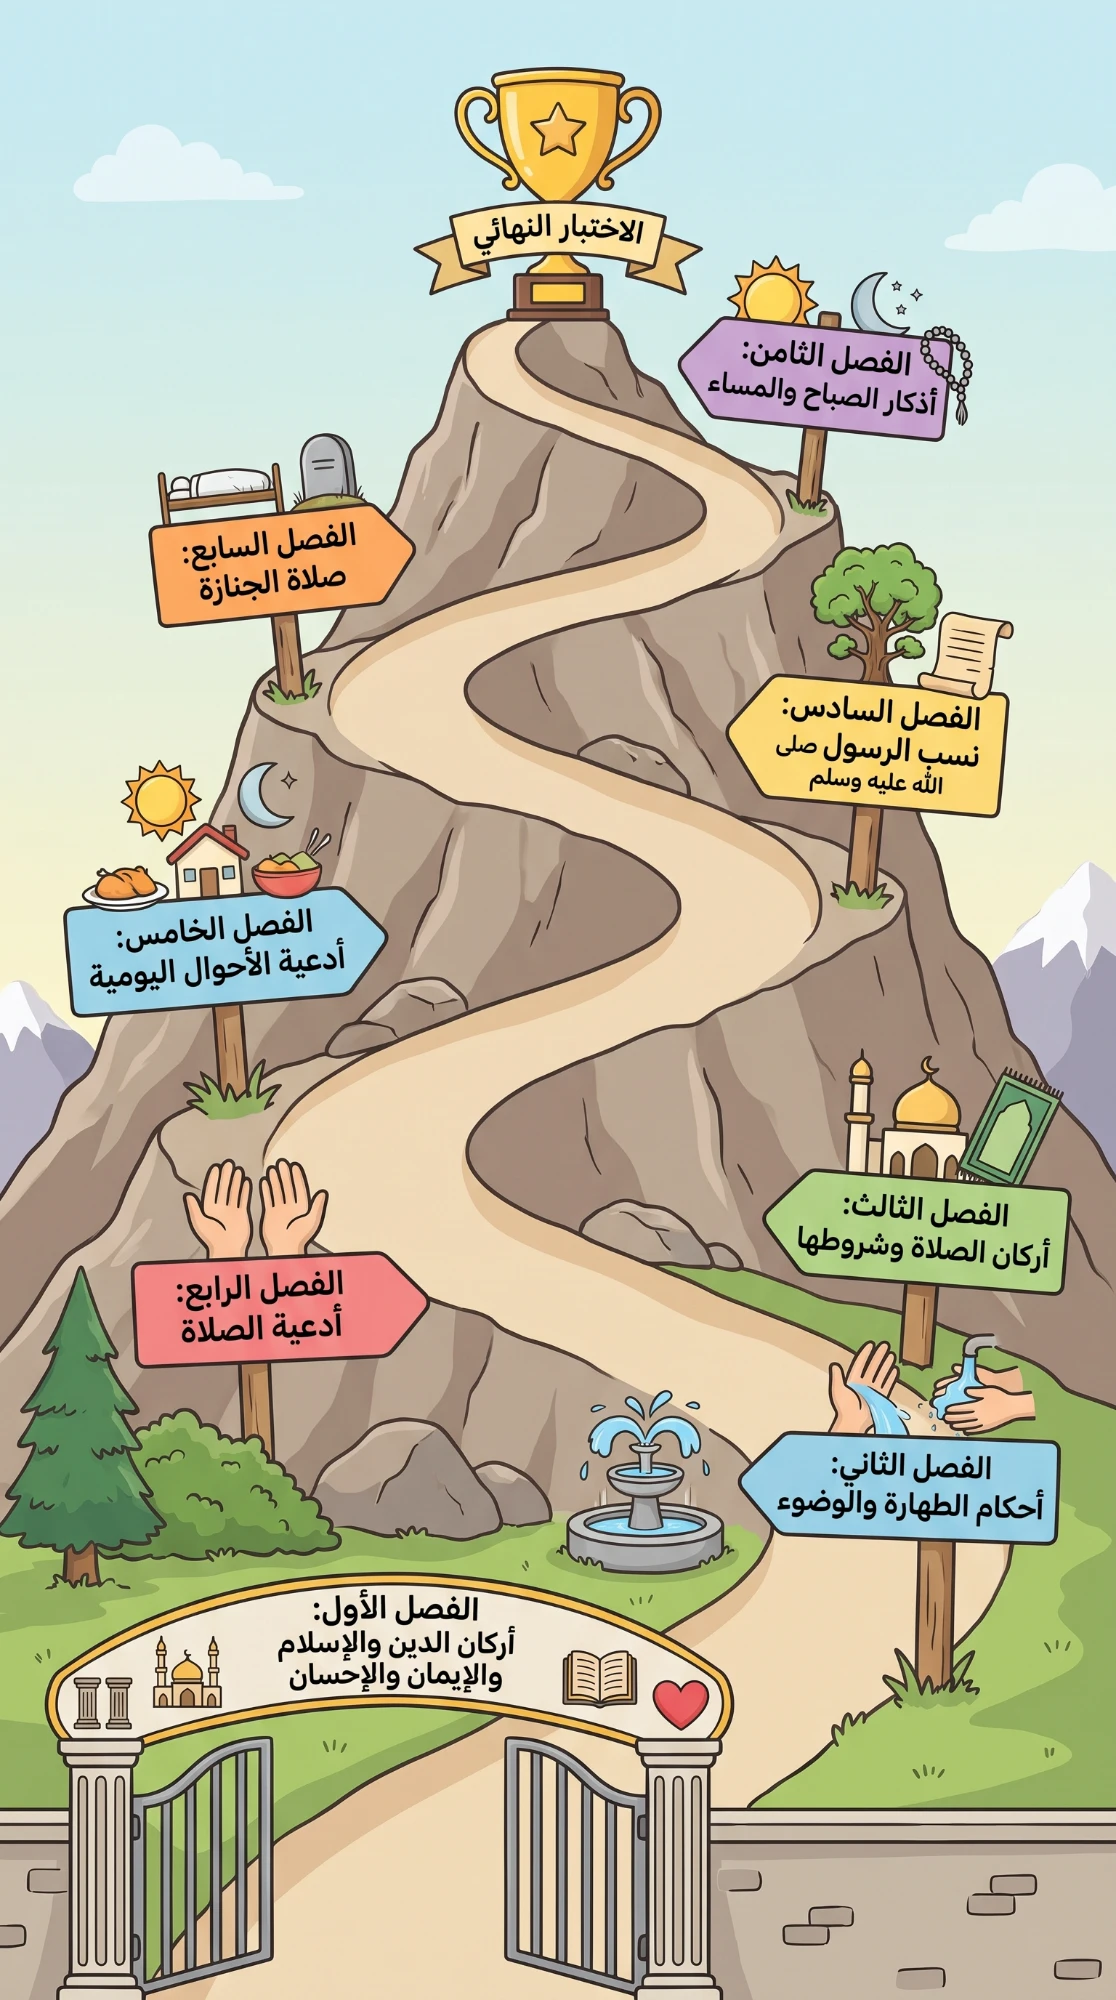 الاختبار النهائي
الفصل الثامن:
أذكار الصباح والمساء
الفصل السابع:
صلاة الجنازة
الفصل السادس:
نسب الرسول صلى
الله عليه وسلم
الفصل الخامس:
أدعية الأحوال اليومية
الفصل الثالث:
أركان الصلاة وشروطها
الفصل الرابع:
أدعية الصلاة
الفصل الثاني:
أحكام الطهارة والوضوء
الفصل الأول:
أركان الدين والإسلام
والإيمان والإحسان